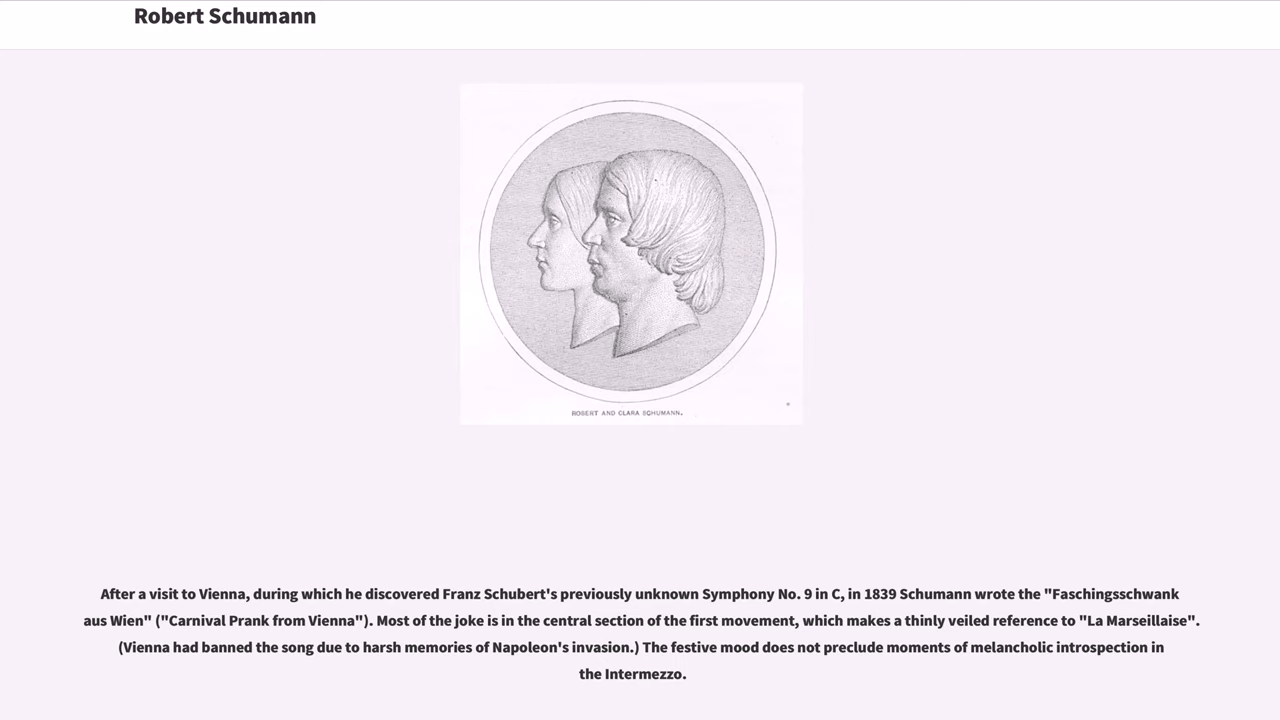 Robert Schumann
ROBERT AND CLARA SCHUMANN.
After a visit to Vienna, during which he discovered Franz Schubert's previously unknown Symphony No. 9 in C, in 1839 Schumann wrote the "Faschingsschwank
aus Wien" ("Carnival Prank from Vienna"). Most of the joke is in the central section of the first movement, which makes a thinly veiled reference to "La Marseillaise".
(Vienna had banned the song due to harsh memories of Napoleon's invasion.) The festive mood does not preclude moments of melancholic introspection in
the Intermezzo.